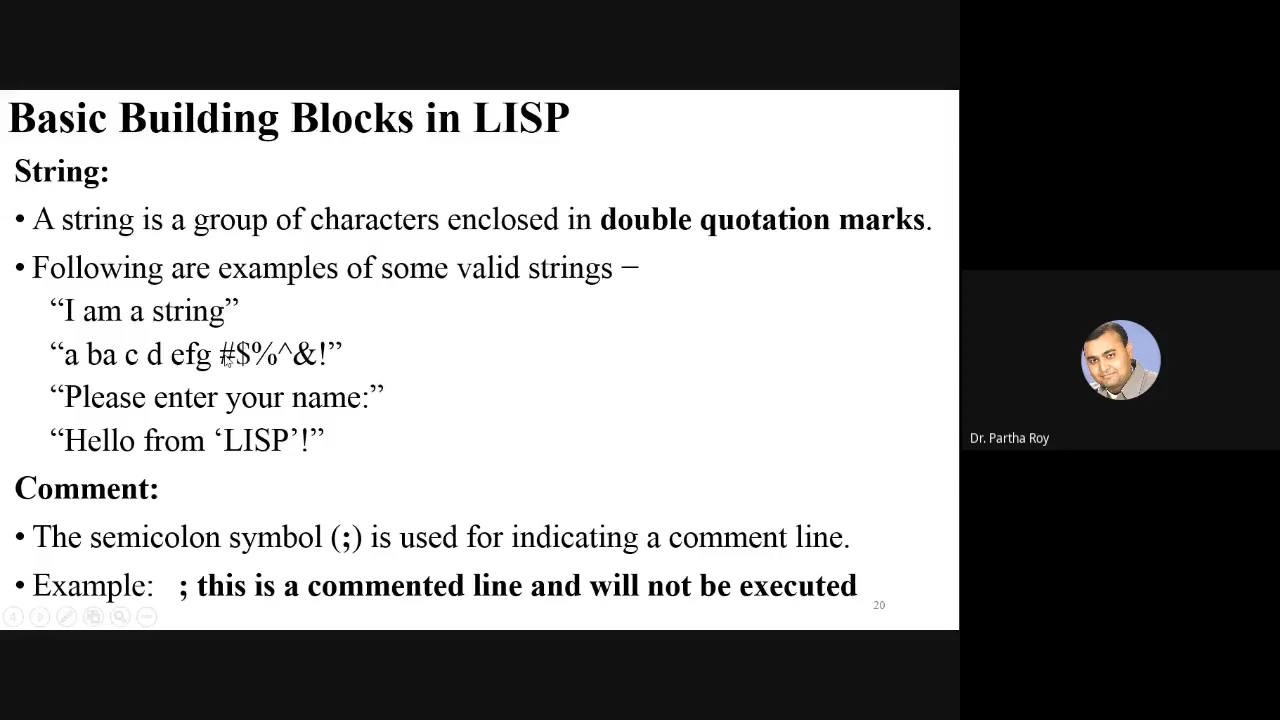 Basic Building Blocks in LISP
String:
• A string is a group of characters enclosed in double quotation marks.
• Following are examples of some valid strings −
“I am a string”
“a ba c d efg #$%^&!”
“Please enter your name:”
“Hello from ‘LISP’!”
Comment:
• The semicolon symbol (;) is used for indicating a comment line.
• Example: ; this is a commented line and will not be executed
20
Dr. Partha Roy